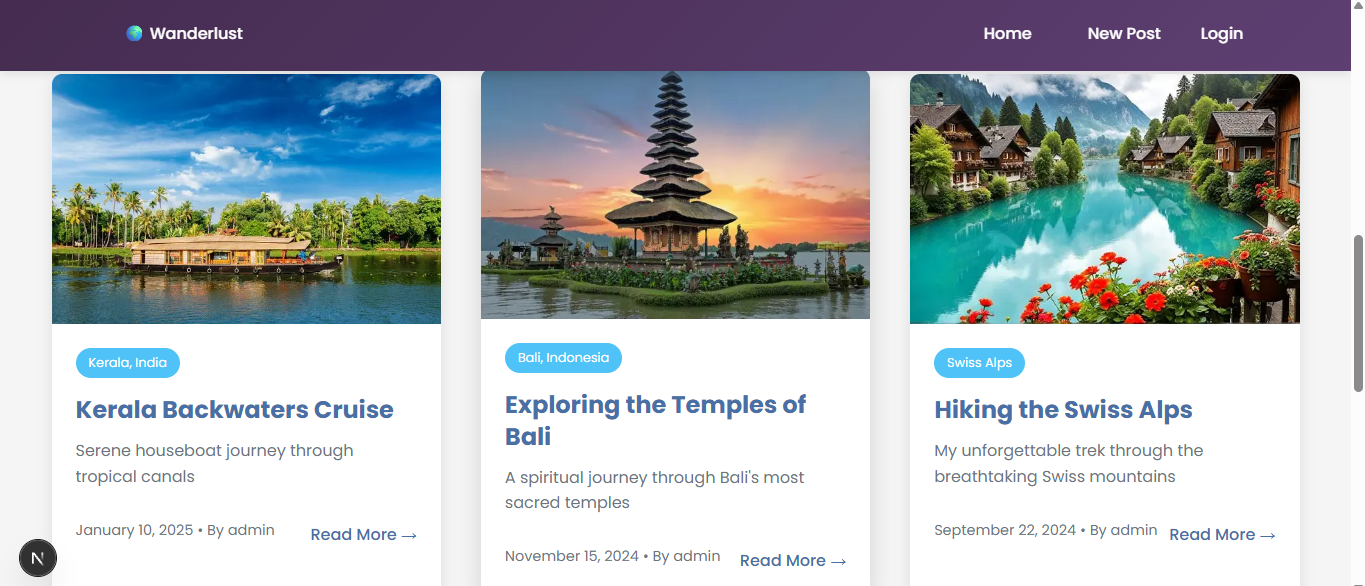 Wanderlust
Home
New Post
Login
Kerala, India
Kerala Backwaters Cruise
Serene houseboat journey through
tropical canals
January 10, 2025 • By admin
Read More →
Bali, Indonesia
Exploring the Temples of
Bali
A spiritual journey through Bali's most
sacred temples
November 15, 2024 • By admin
Read More →
Swiss Alps
Hiking the Swiss Alps
My unforgettable trek through the
breathtaking Swiss mountains
September 22, 2024 • By admin
Read More →
N